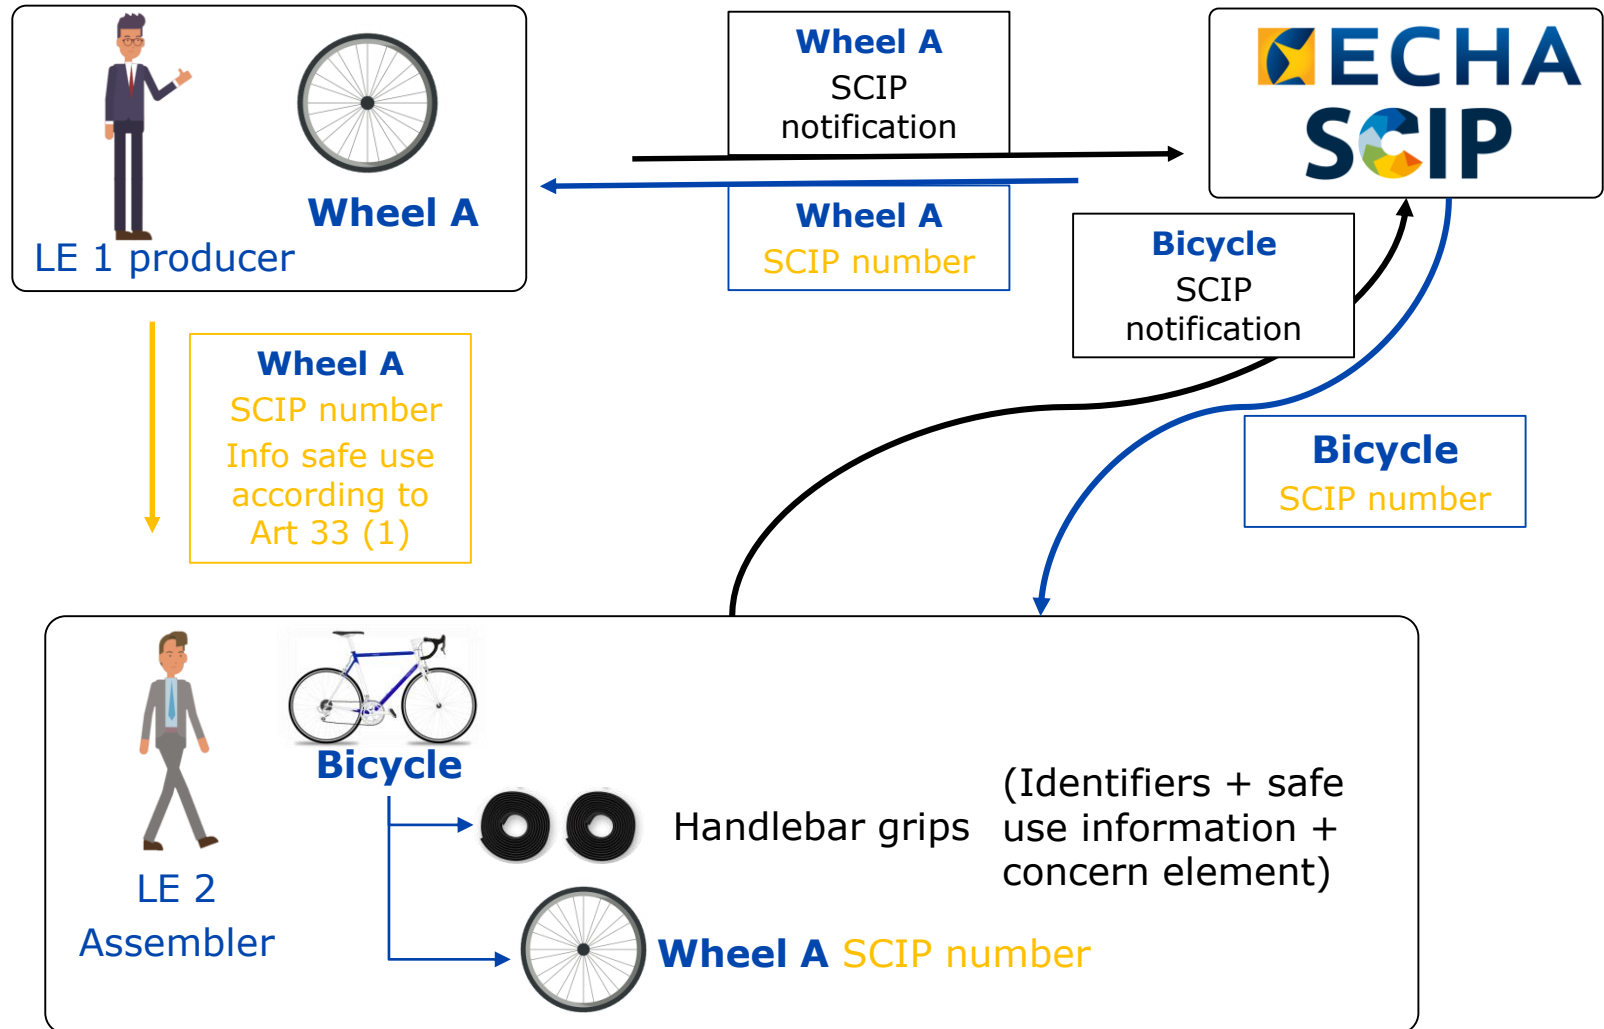 Wheel A
LE 1 producer
Wheel A
SCIP
notification
Wheel A
SCIP number
ECHA
SCIP
Bicycle
SCIP
notification
Wheel A
SCIP number
Info safe use
according to
Art 33 (1)
Bicycle
SCIP number
LE 2
Assembler
Bicycle
Handlebar grips
(Identifiers + safe
use information +
concern element)
Wheel A SCIP number